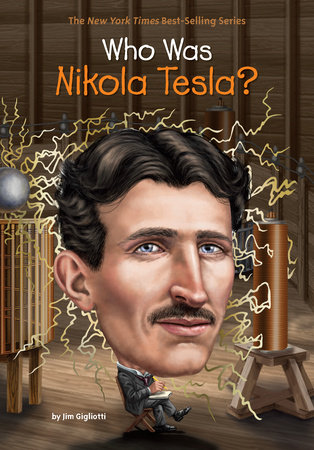 The New York Times Best-Selling Series
Who Was
Nikola Tesla?
by Jim Gigliotti